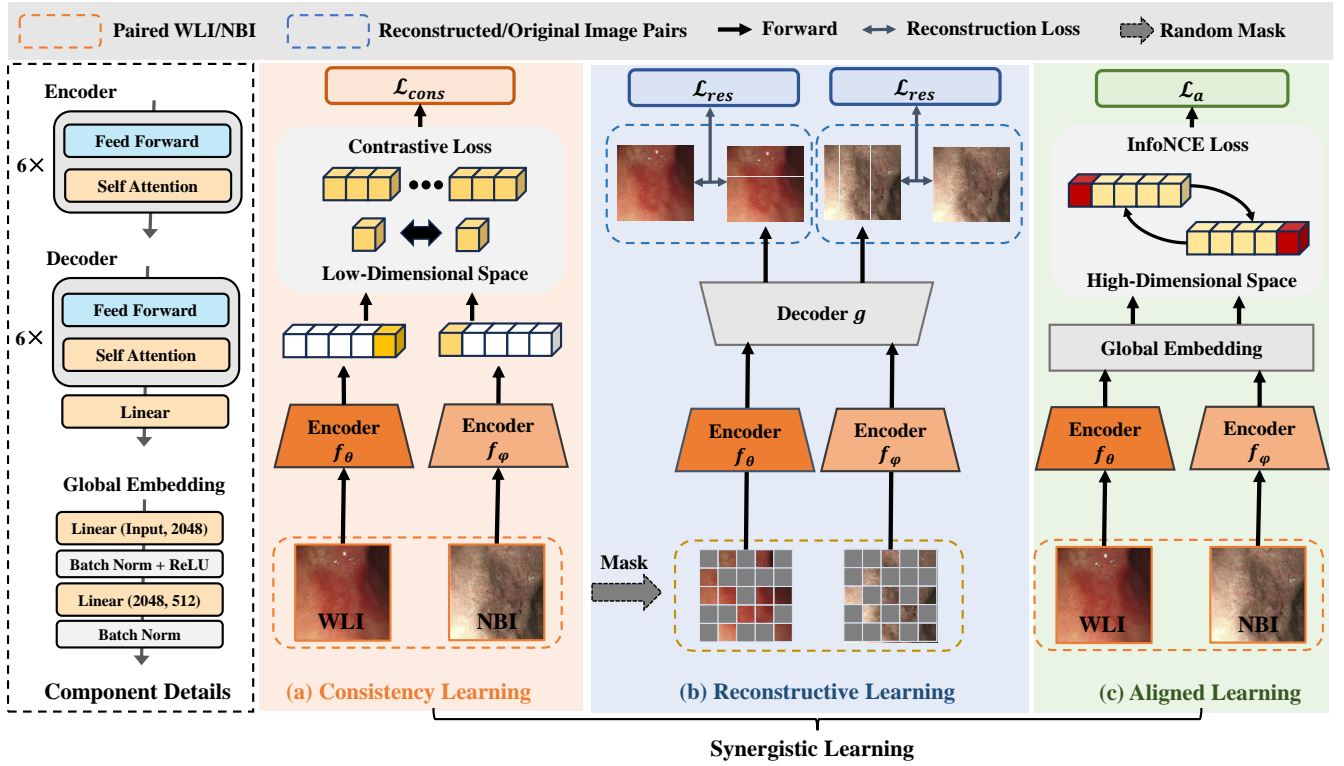 Paired WLI/NBI
Reconstructed/Original Image Pairs
Forward
Reconstruction Loss
Random Mask
Encoder
6×
Feed Forward
Self Attention
Decoder
6×
Feed Forward
Self Attention
Linear
Global Embedding
Linear (Input, 2048)
Batch Norm + ReLU
Linear (2048, 512)
Batch Norm
Component Details
ℒcons
Contrastive Loss
Low-Dimensional Space
Encoder
fθ
Encoder
fφ
WLI
NBI
(a) Consistency Learning
Mask
ℒres
ℒres
Decoder g
Encoder
fθ
Encoder
fφ
(b) Reconstructive Learning
ℒa
InfoNCE Loss
High-Dimensional Space
Global Embedding
Encoder
fθ
Encoder
fφ
WLI
NBI
(c) Aligned Learning
Synergistic Learning